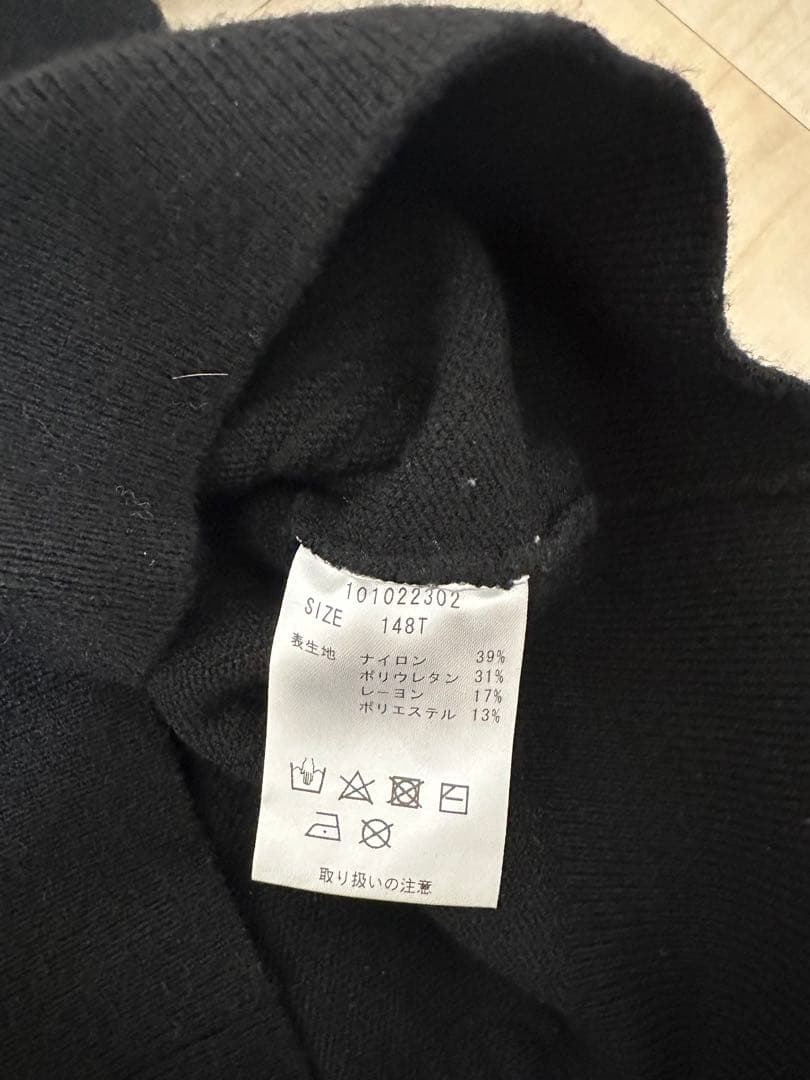 101022302
SIZE 148T
表生地 ナイロン 39%
ポリウレタン 31%
レーヨン 17%
ポリエステル 13%
取り扱いの注意